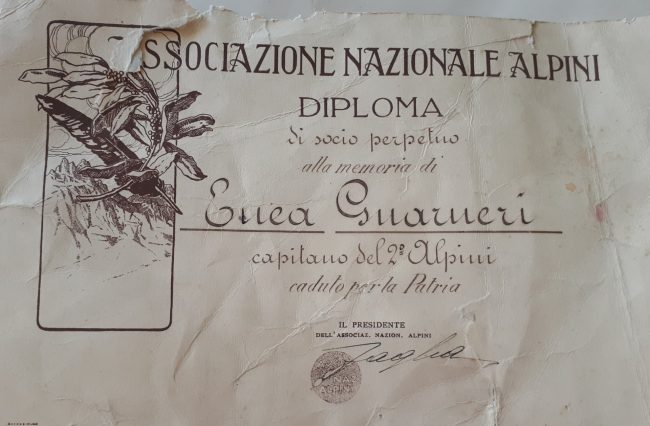 ASSOCIAZIONE NAZIONALE ALPINI
DIPLOMA
di socio perpetuo
alla memoria di
Enea Guarneri
capitano del 2º Alpini
caduto per la Patria
IL PRESIDENTE
DELL'ASSOCIAZ. NAZION. ALPINI